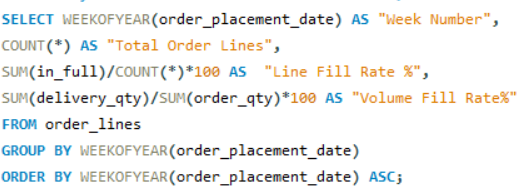 SELECT WEEKOFYEAR(order_placement_date) AS "Week Number",
COUNT(*) AS "Total Order Lines",
SUM(in_full)/COUNT(*)*100 AS  "Line Fill Rate %",
SUM(delivery_qty)/SUM(order_qty)*100 AS "Volume Fill Rate%"
FROM order_lines
GROUP BY WEEKOFYEAR(order_placement_date)
ORDER BY WEEKOFYEAR(order_placement_date) ASC;